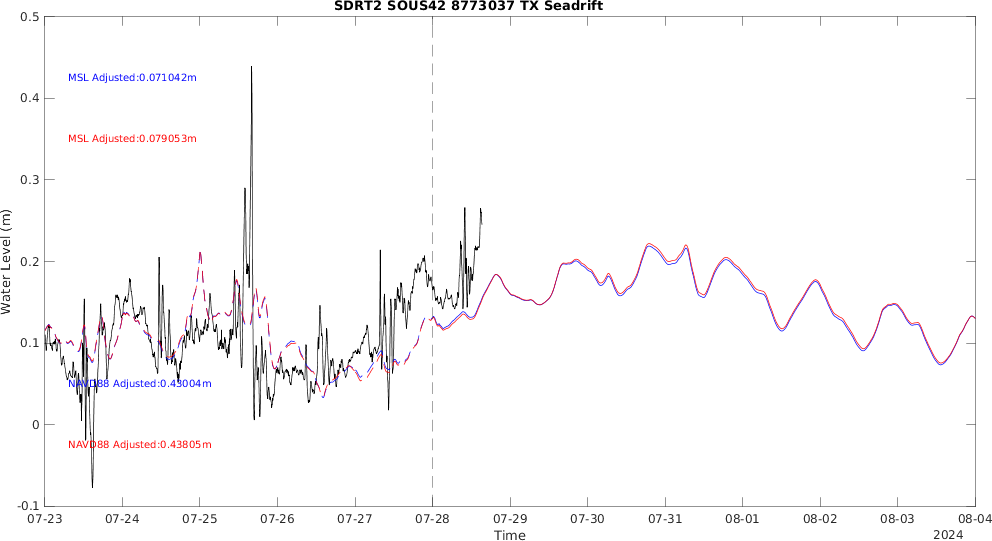 SDRT2 SOUS42 8773037 TX Seadrift
0.5
MSL Adjusted:0.071042m
0.4
MSL Adjusted:0.079053m
0.3
Water Level (m)
0.2
0.1
NAVD88 Adjusted:0.43004m
0
NAVD88 Adjusted:0.43805m
-0.1
07-23 07-24 07-25 07-26 07-27 07-28 07-29 07-30 07-31 08-01 08-02 08-03 08-04
Time
2024